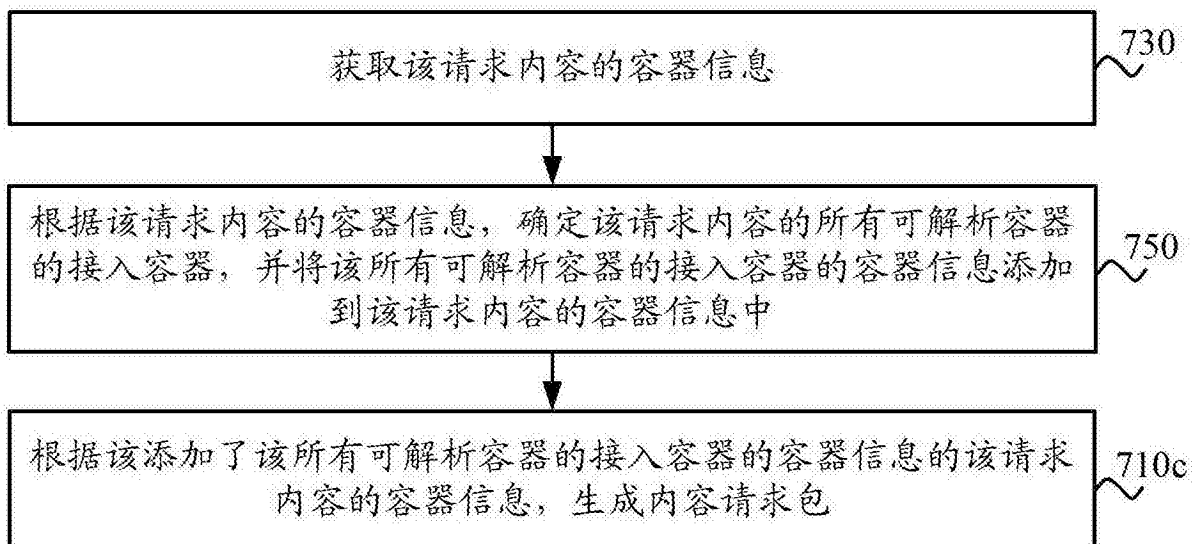 获取该请求内容的容器信息
730
根据该请求内容的容器信息，确定该请求内容的所有可解析容器
的接入容器，并将该所有可解析容器的接入容器的容器信息添加
到该请求内容的容器信息中
750
根据该添加了该所有可解析容器的接入容器的容器信息的该请求
内容的容器信息，生成内容请求包
710c